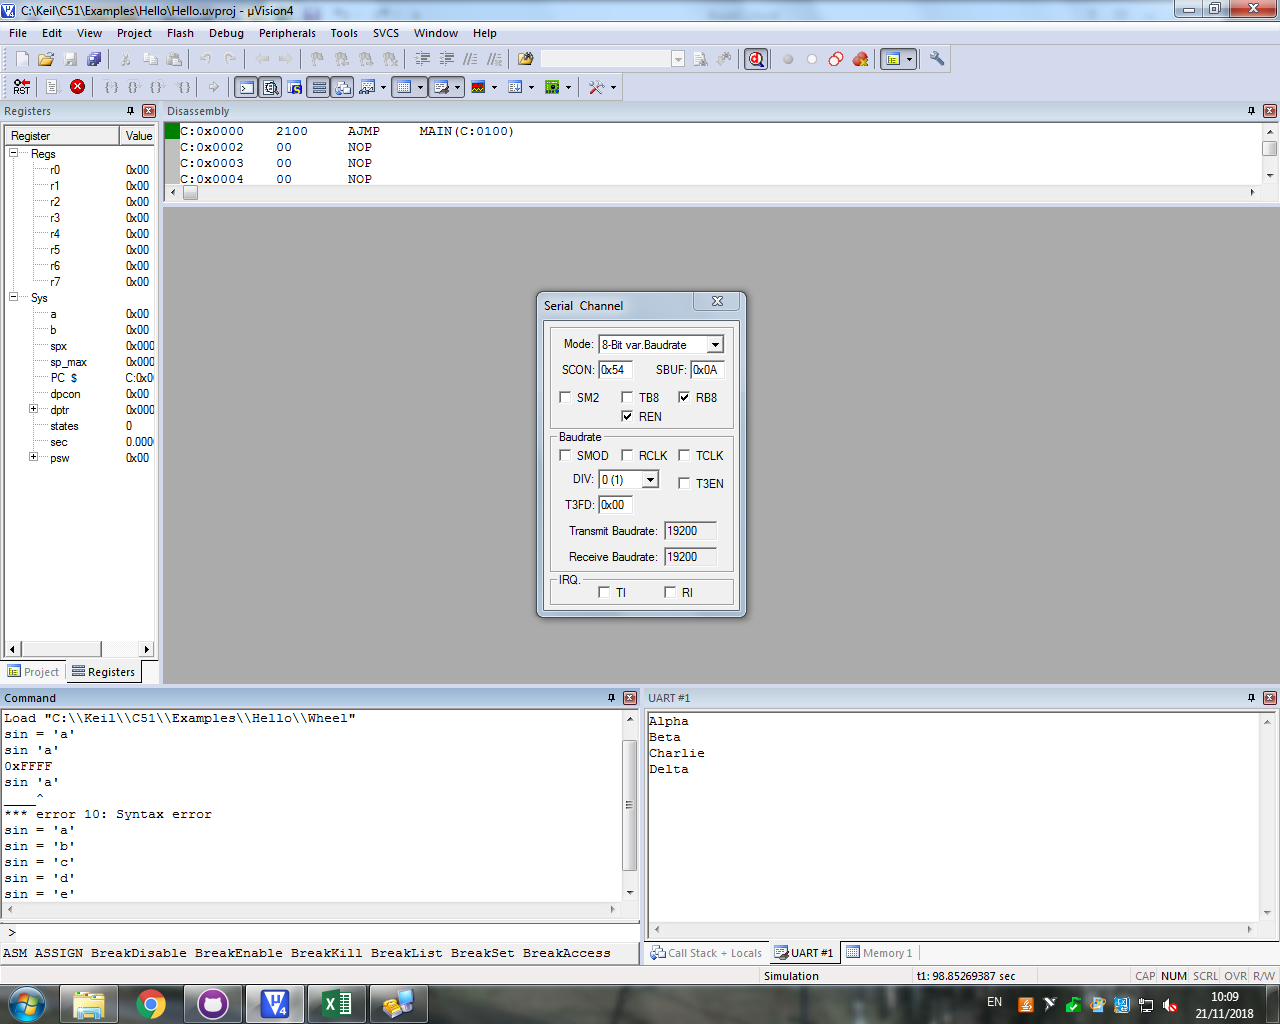 C:\Keil\C51\Examples\Hello\Hello.uvproj - µVision4
File Edit View Project Flash Debug Peripherals Tools SVCS Window Help
RST
Registers
Register Value
Regs
r0 0x00
r1 0x00
r2 0x00
r3 0x00
r4 0x00
r5 0x00
r6 0x00
r7 0x00
Sys
a 0x00
b 0x00
spx 0x000
sp_max 0x000
PC $ C:0x0
dpcon 0x00
dptr 0x000
states 0
sec 0.000
psw 0x00
Project Registers
Disassembly
C:0x0000 2100 AJMP MAIN(C:0100)
C:0x0002 00 NOP
C:0x0003 00 NOP
C:0x0004 00 NOP
Serial Channel
Mode: 8-Bit var.Baudrate
SCON: 0x54 SBUF: 0x0A
SM2 TB8 RB8
REN
Baudrate
SMOD RCLK TCLK
DIV: 0 (1) T3EN
T3FD: 0x00
Transmit Baudrate: 19200
Receive Baudrate: 19200
IRQ.
TI RI
Command
Load "C:\\Keil\\C51\\Examples\\Hello\\Wheel"
sin = 'a'
sin 'a'
0xFFFF
sin 'a'
____^
*** error 10: Syntax error
sin = 'a'
sin = 'b'
sin = 'c'
sin = 'd'
sin = 'e'
>
ASM ASSIGN BreakDisable BreakEnable BreakKill BreakList BreakSet BreakAccess
UART #1
Alpha
Beta
Charlie
Delta
Call Stack + Locals UART #1 Memory 1
Simulation t1: 98.85269387 sec CAP NUM SCRL OVR R/W
EN 10:09
21/11/2018